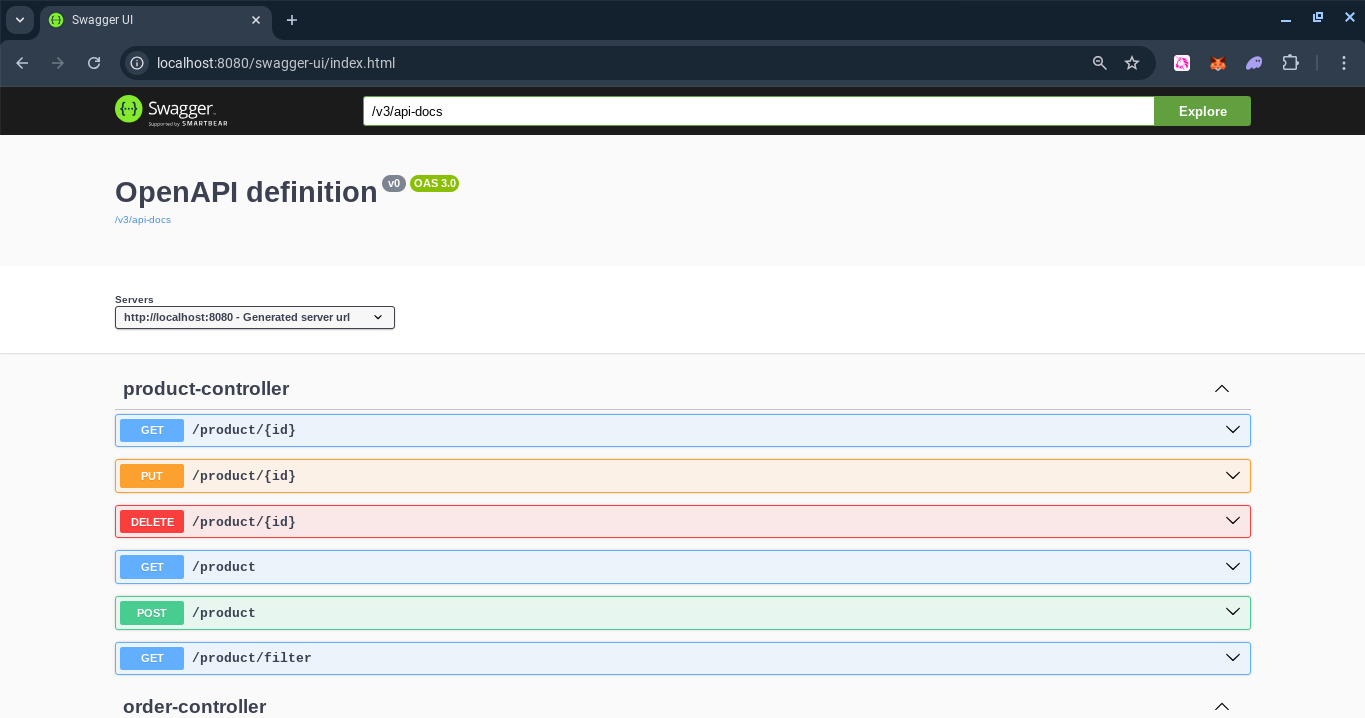 Swagger UI
localhost:8080/swagger-ui/index.html
Swagger
Supported by SMARTBEAR
/v3/api-docs
Explore
OpenAPI definition v0 OAS 3.0
/v3/api-docs
Servers
http://localhost:8080 - Generated server url
product-controller
GET /product/{id}
PUT /product/{id}
DELETE /product/{id}
GET /product
POST /product
GET /product/filter
order-controller